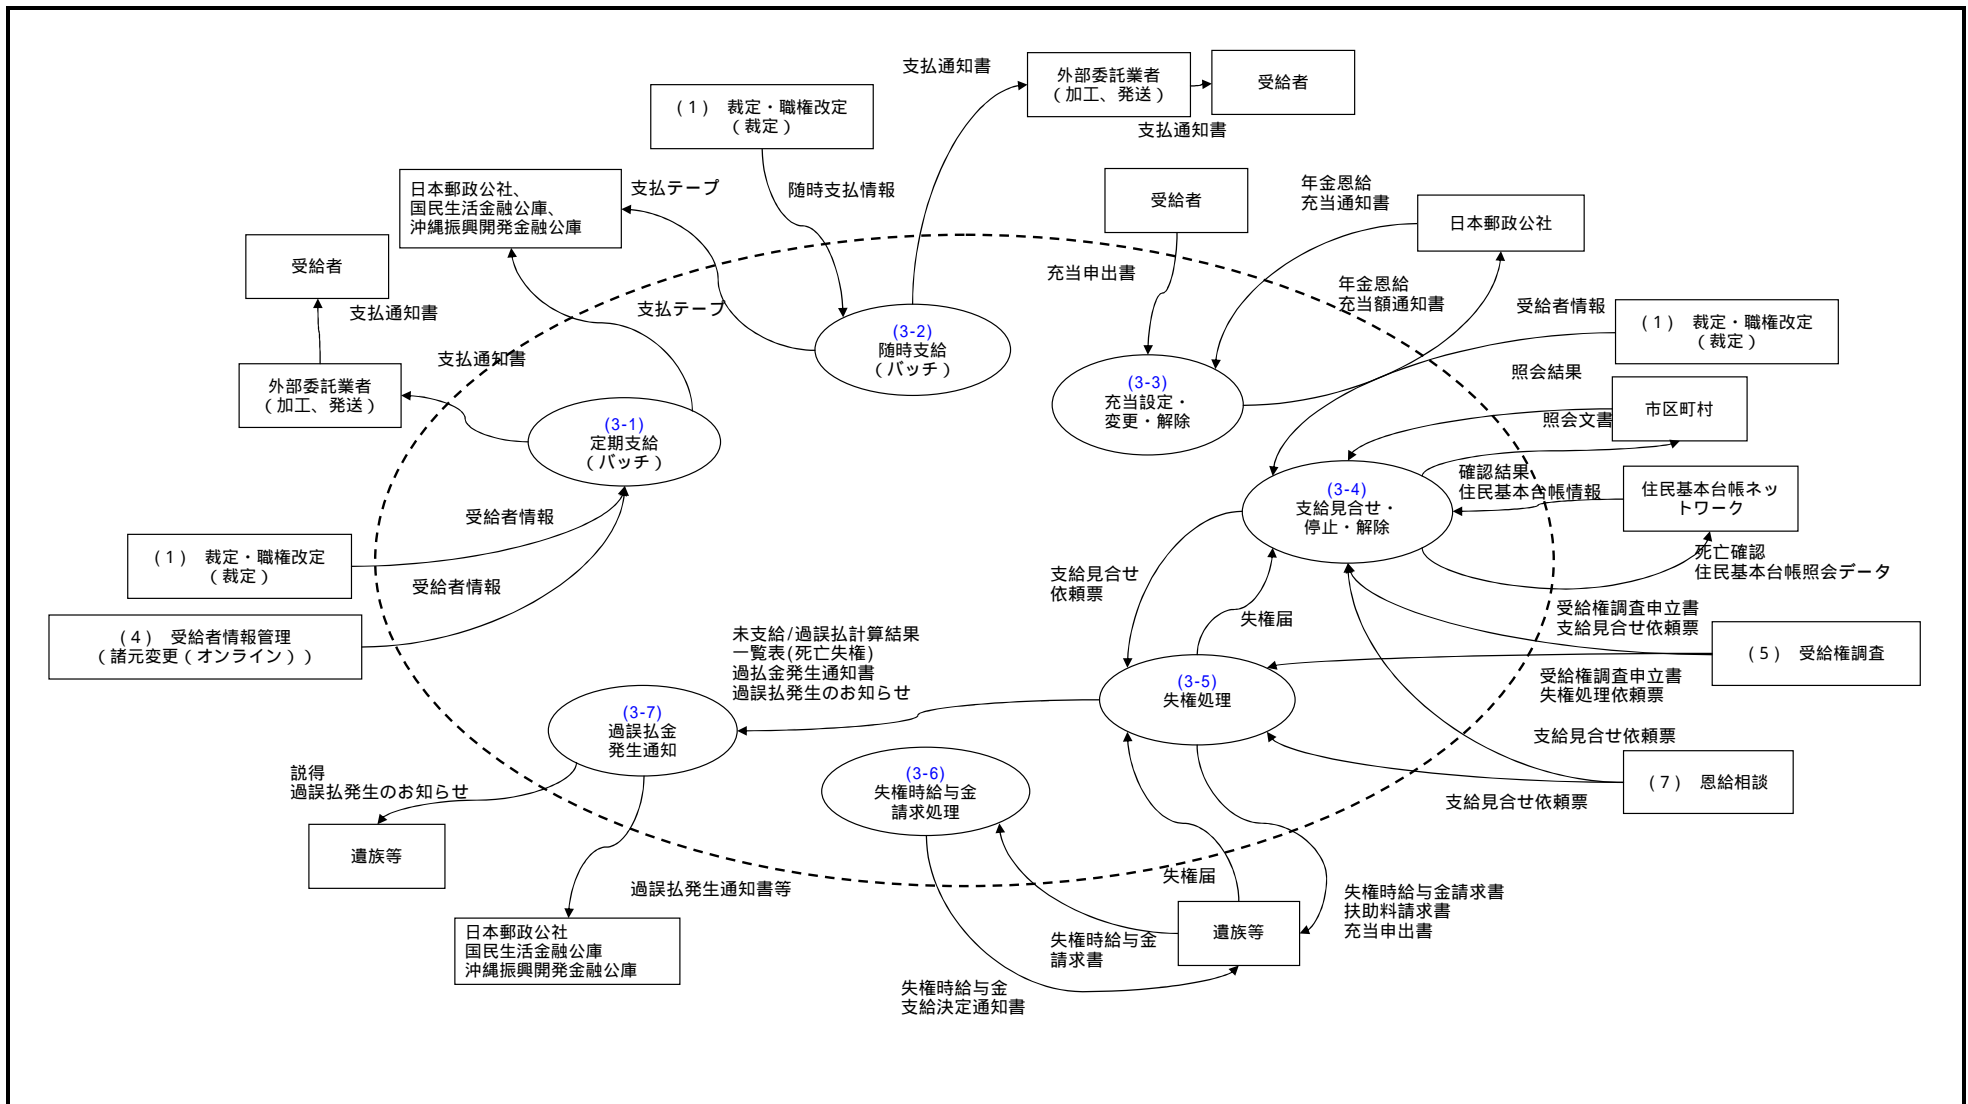 支払通知書
外部委託業者
（加工、発送）
受給者
支払通知書
(1)　裁定・職権改定
（裁定）
随時支払情報
日本郵政公社、
国民生活金融公庫、
沖縄振興開発金融公庫
支払テープ
受給者
年金恩給
充当通知書
日本郵政公社
受給者
支払通知書
支払テープ
充当申出書
年金恩給
充当額通知書
受給者情報
(1)　裁定・職権改定
（裁定）
(3-2)
随時支給
（バッチ）
支払通知書
外部委託業者
（加工、発送）
(3-3)
充当設定・
変更・解除
照会結果
市区町村
照会文書
(3-1)
定期支給
（バッチ）
確認結果
住民基本台帳情報
住民基本台帳ネッ
トワーク
(3-4)
支給見合せ・
停止・解除
受給者情報
(1)　裁定・職権改定
（裁定）
受給者情報
死亡確認
住民基本台帳照会データ
支給見合せ
依頼票
失権届
受給権調査申立書
支給見合せ依頼票
(4)　受給者情報管理
（諸元変更（オンライン））
未支給/過誤払計算結果
一覧表(死亡失権)
過払金発生通知書
過誤払発生のお知らせ
(5)　受給権調査
(3-5)
失権処理
受給権調査申立書
失権処理依頼票
(3-7)
過誤払金
発生通知
支給見合せ依頼票
(7)　恩給相談
支給見合せ依頼票
(3-6)
失権時給与金
請求処理
説得
過誤払発生のお知らせ
遺族等
過誤払発生通知書等
失権届
失権時給与金請求書
扶助料請求書
充当申出書
遺族等
失権時給与金
請求書
日本郵政公社
国民生活金融公庫
沖縄振興開発金融公庫
失権時給与金
支給決定通知書